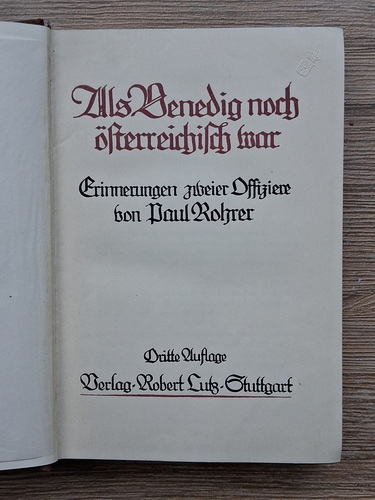 Als Venedig noch
österreichisch war
Erinnerungen zweier Offiziere
von Paul Rohrer
Dritte Auflage
Verlag-Robert Lutz-Stuttgart